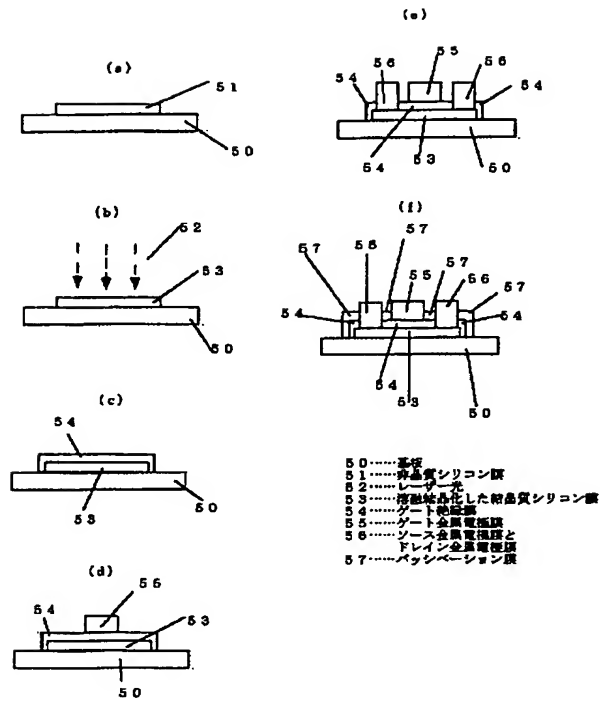 (a)
51
50
(b)
52
53
50
(c)
54
53
50
(d)
55
54
53
50
(e)
55
56
56
54
54
54
53
50
(f)
57
56
57
55
57
56
57
54
54
54
53
50
50……基板
51……非晶質シリコン膜
52……レーザー光
53……溶融結晶化した結晶質シリコン膜
54……ゲート絶縁膜
55……ゲート金属電極膜
56……ソース金属電極膜と
ドレイン金属電極膜
57……パッシベーション膜